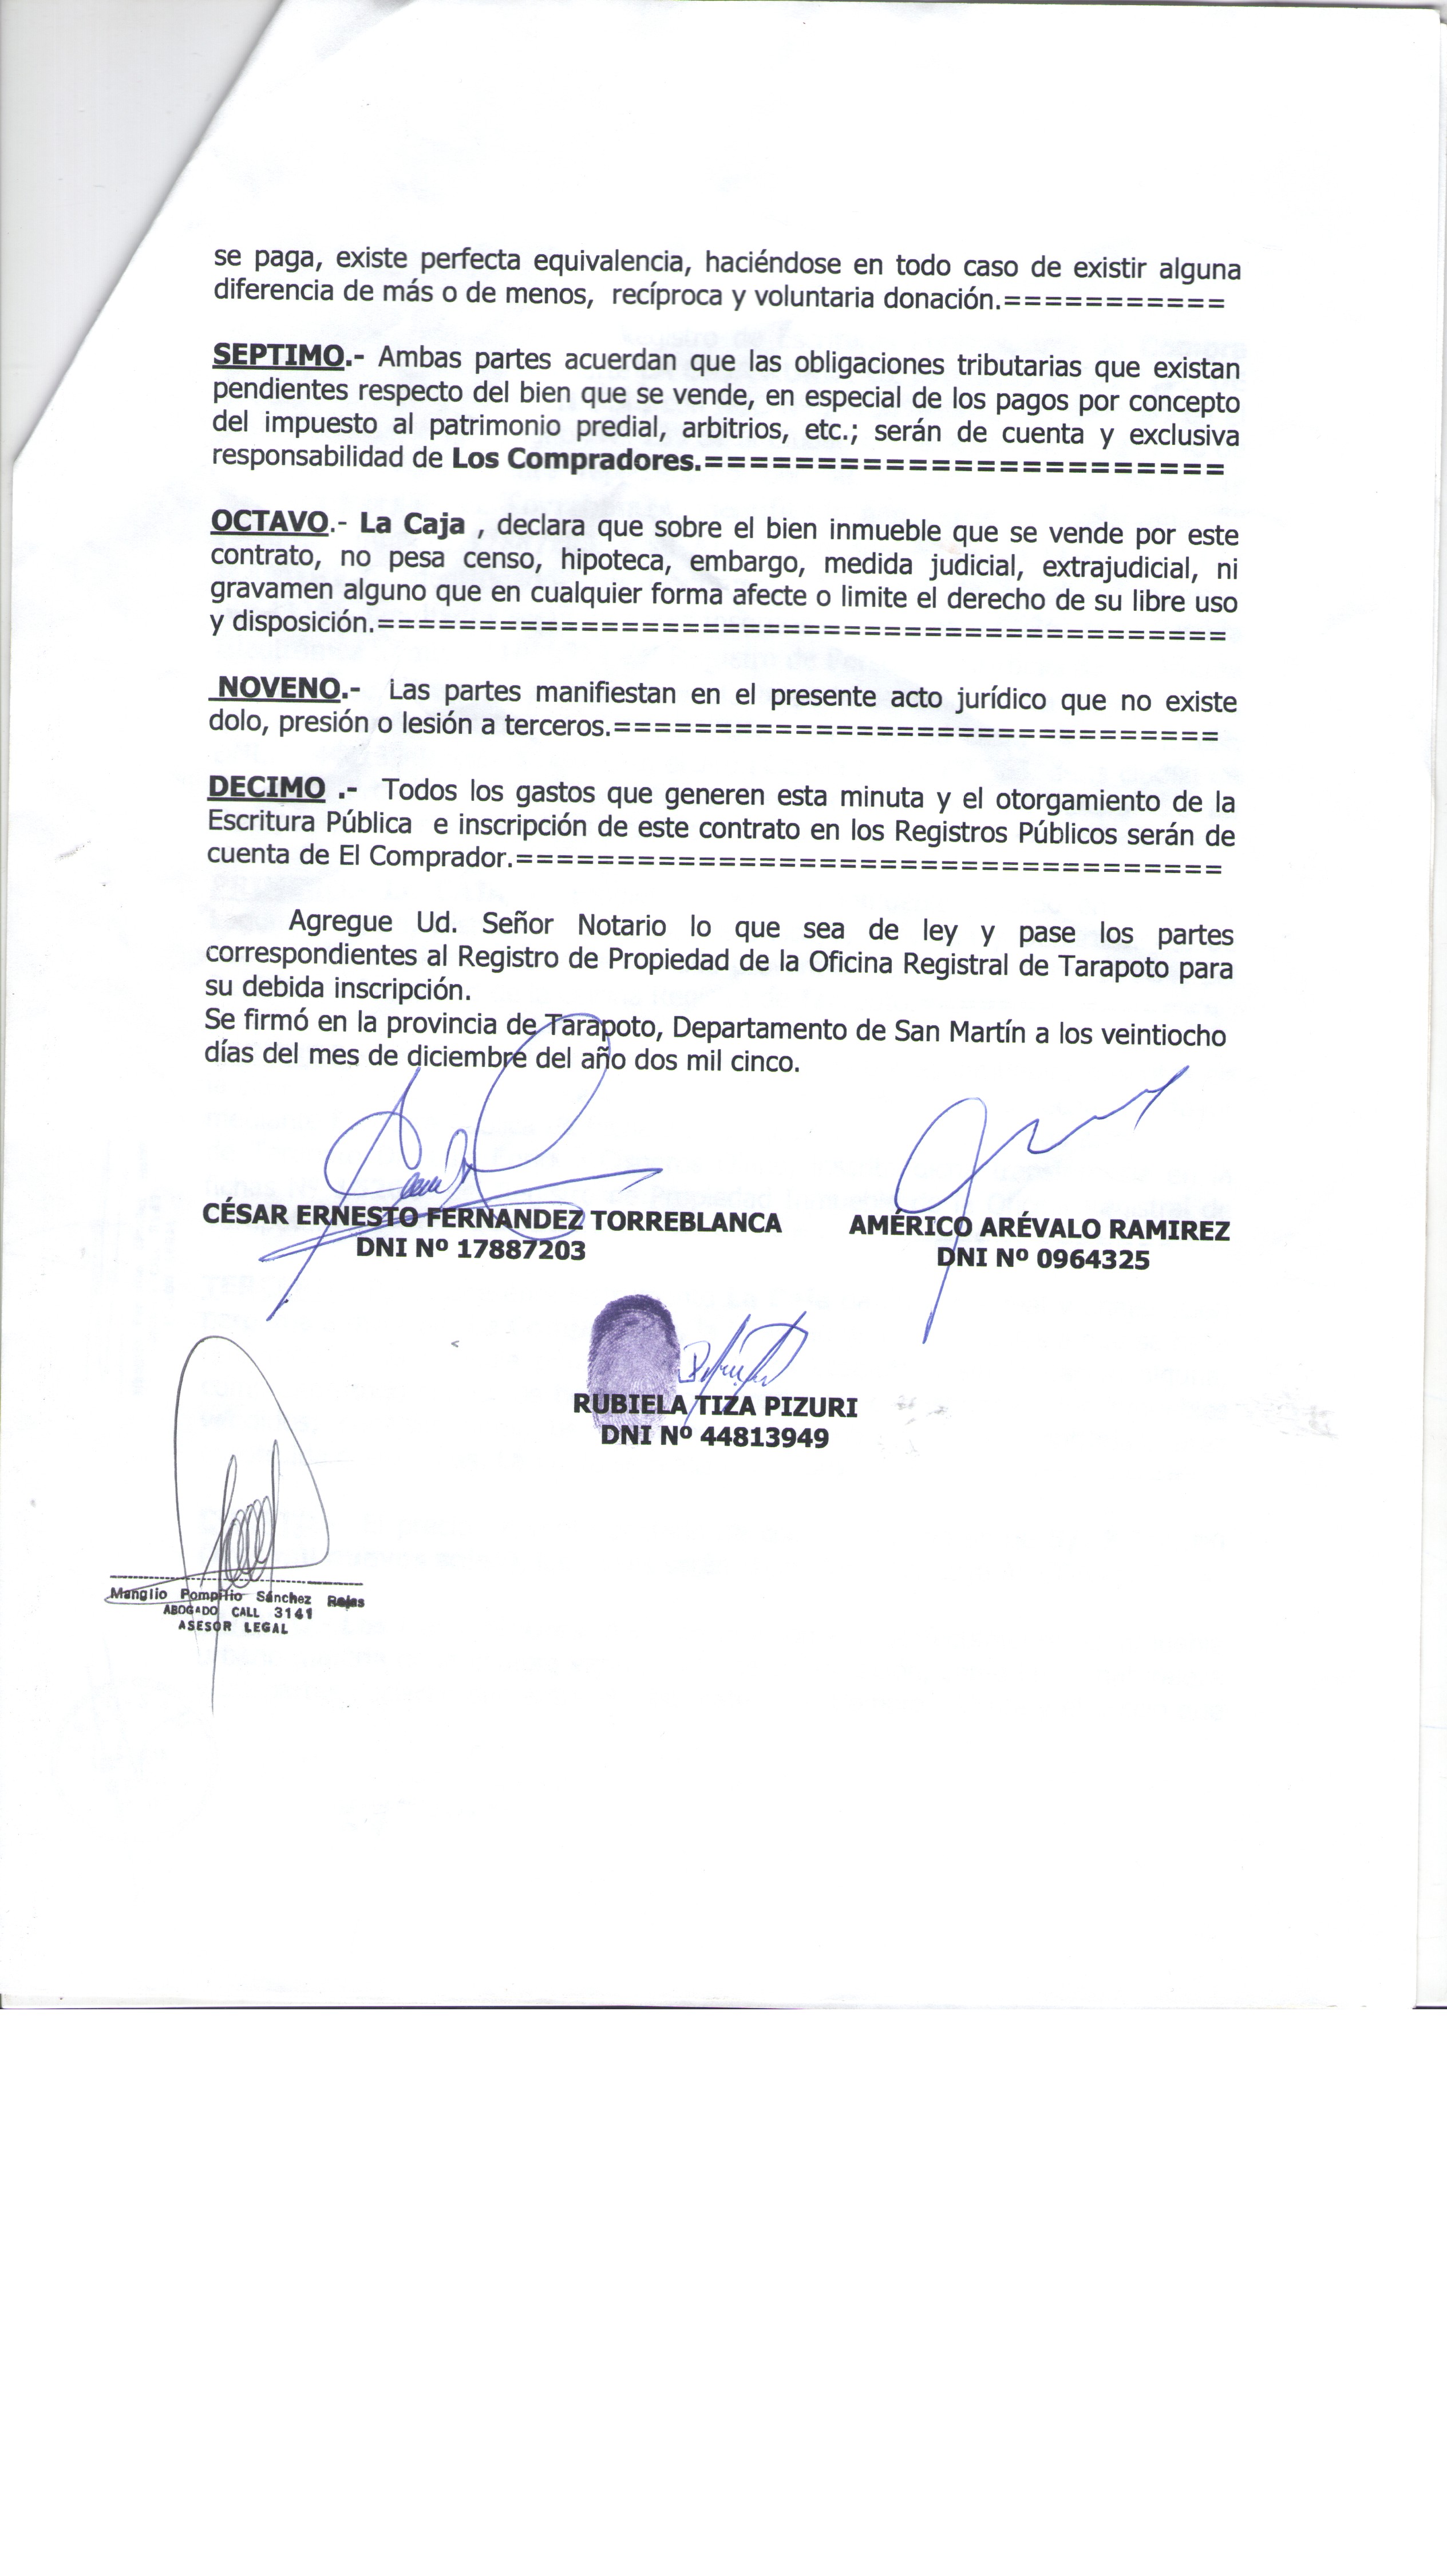 se paga, existe perfecta equivalencia, haciéndose en todo caso de existir alguna
diferencia de más o de menos, recíproca y voluntaria donación.===========
SEPTIMO.- Ambas partes acuerdan que las obligaciones tributarias que existan
pendientes respecto del bien que se vende, en especial de los pagos por concepto
del impuesto al patrimonio predial, arbitrios, etc.; serán de cuenta y exclusiva
responsabilidad de Los Compradores.=======================
OCTAVO.- La Caja , declara que sobre el bien inmueble que se vende por este
contrato, no pesa censo, hipoteca, embargo, medida judicial, extrajudicial, ni
gravamen alguno que en cualquier forma afecte o limite el derecho de su libre uso
y disposición.==========================================
NOVENO.- Las partes manifiestan en el presente acto jurídico que no existe
dolo, presión o lesión a terceros.==============================
DECIMO .- Todos los gastos que generen esta minuta y el otorgamiento de la
Escritura Pública e inscripción de este contrato en los Registros Públicos serán de
cuenta de El Comprador.===================================
Agregue Ud. Señor Notario lo que sea de ley y pase los partes
correspondientes al Registro de Propiedad de la Oficina Registral de Tarapoto para
su debida inscripción.
Se firmó en la provincia de Tarapoto, Departamento de San Martín a los veintiocho
días del mes de diciembre del año dos mil cinco.
CÉSAR ERNESTO FERNANDEZ TORREBLANCA
DNI Nº 17887203
AMÉRICO ARÉVALO RAMIREZ
DNI Nº 0964325
RUBIELA TIZA PIZURI
DNI Nº 44813949
Manglio Pompilio Sánchez Rojas
ABOGADO CALL 3141
ASESOR LEGAL